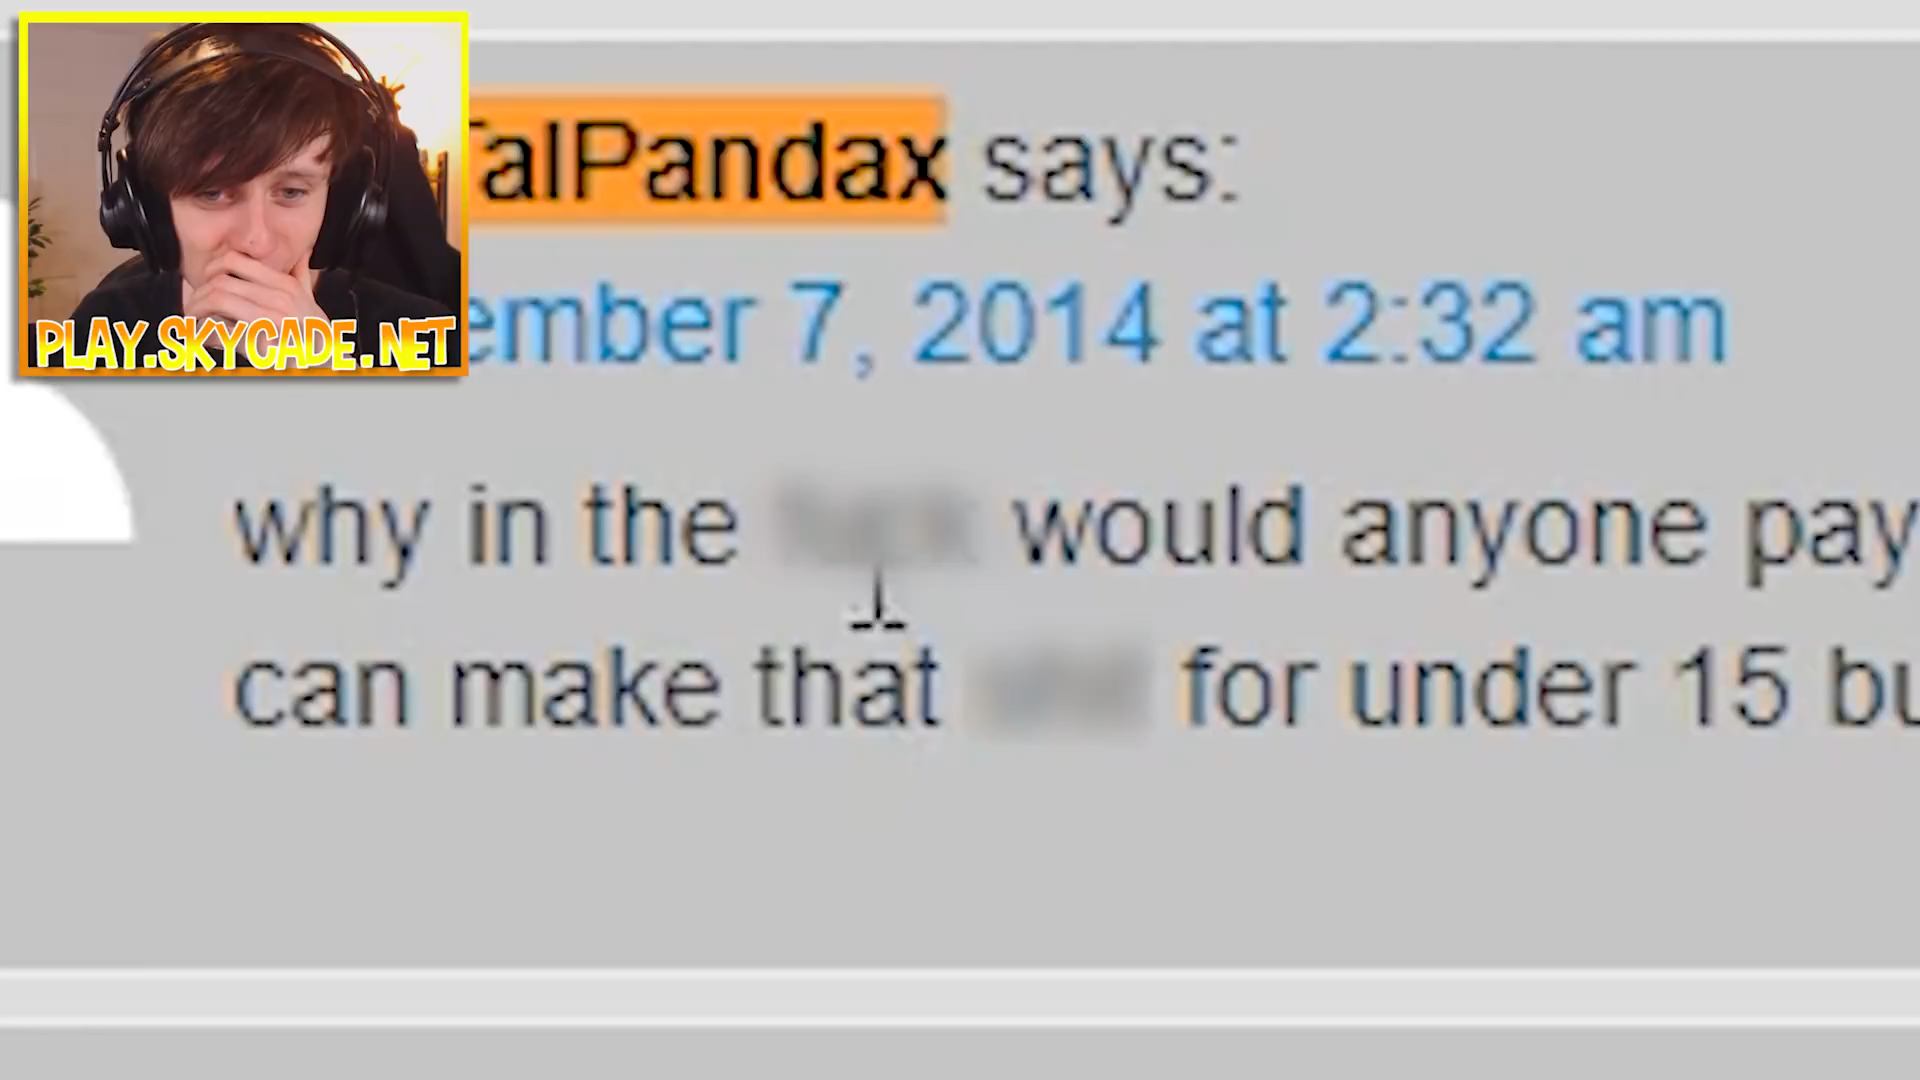 PLAY.SKYCADE.NET
TalPandax says:
ember 7, 2014 at 2:32 am
why in the would anyone pay
can make that for under 15 bu